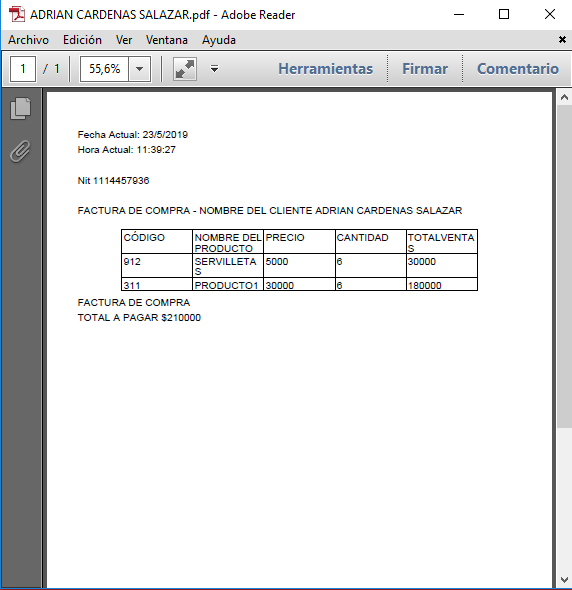 ADRIAN CARDENAS SALAZAR.pdf - Adobe Reader
Archivo Edición Ver Ventana Ayuda
1 / 1 55,6% Herramientas Firmar Comentario
Fecha Actual: 23/5/2019
Hora Actual: 11:39:27
Nit 1114457936
FACTURA DE COMPRA - NOMBRE DEL CLIENTE ADRIAN CARDENAS SALAZAR
CÓDIGO NOMBRE DEL PRECIO CANTIDAD TOTALVENTA
PRODUCTO S
912 SERVILLETA 5000 6 30000
S
311 PRODUCTO1 30000 6 180000
FACTURA DE COMPRA
TOTAL A PAGAR $210000